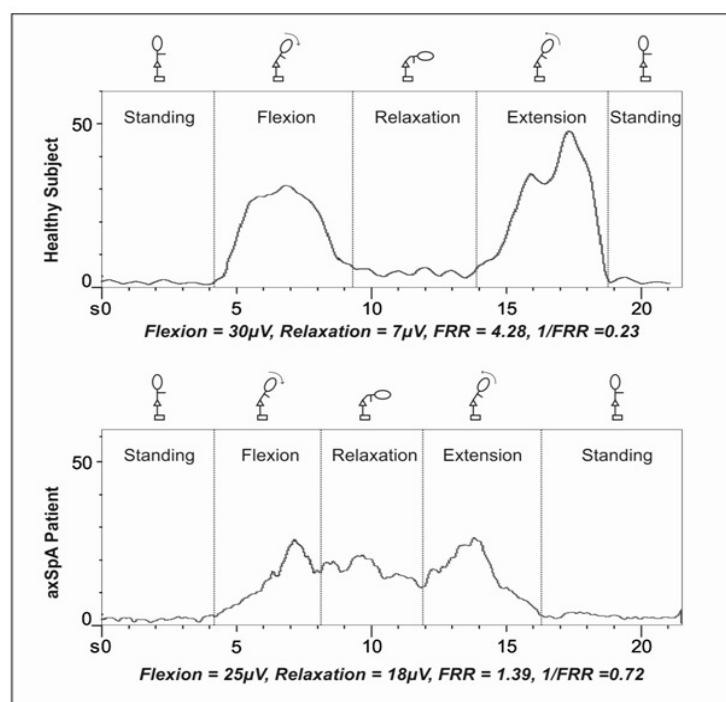 Healthy Subject
Standing Flexion Relaxation Extension Standing
50
0
s0 5 10 15 20
Flexion = 30µV, Relaxation = 7µV, FRR = 4.28, 1/FRR =0.23
axSpA Patient
Standing Flexion Relaxation Extension Standing
50
0
s0 5 10 15 20
Flexion = 25µV, Relaxation = 18µV, FRR = 1.39, 1/FRR =0.72